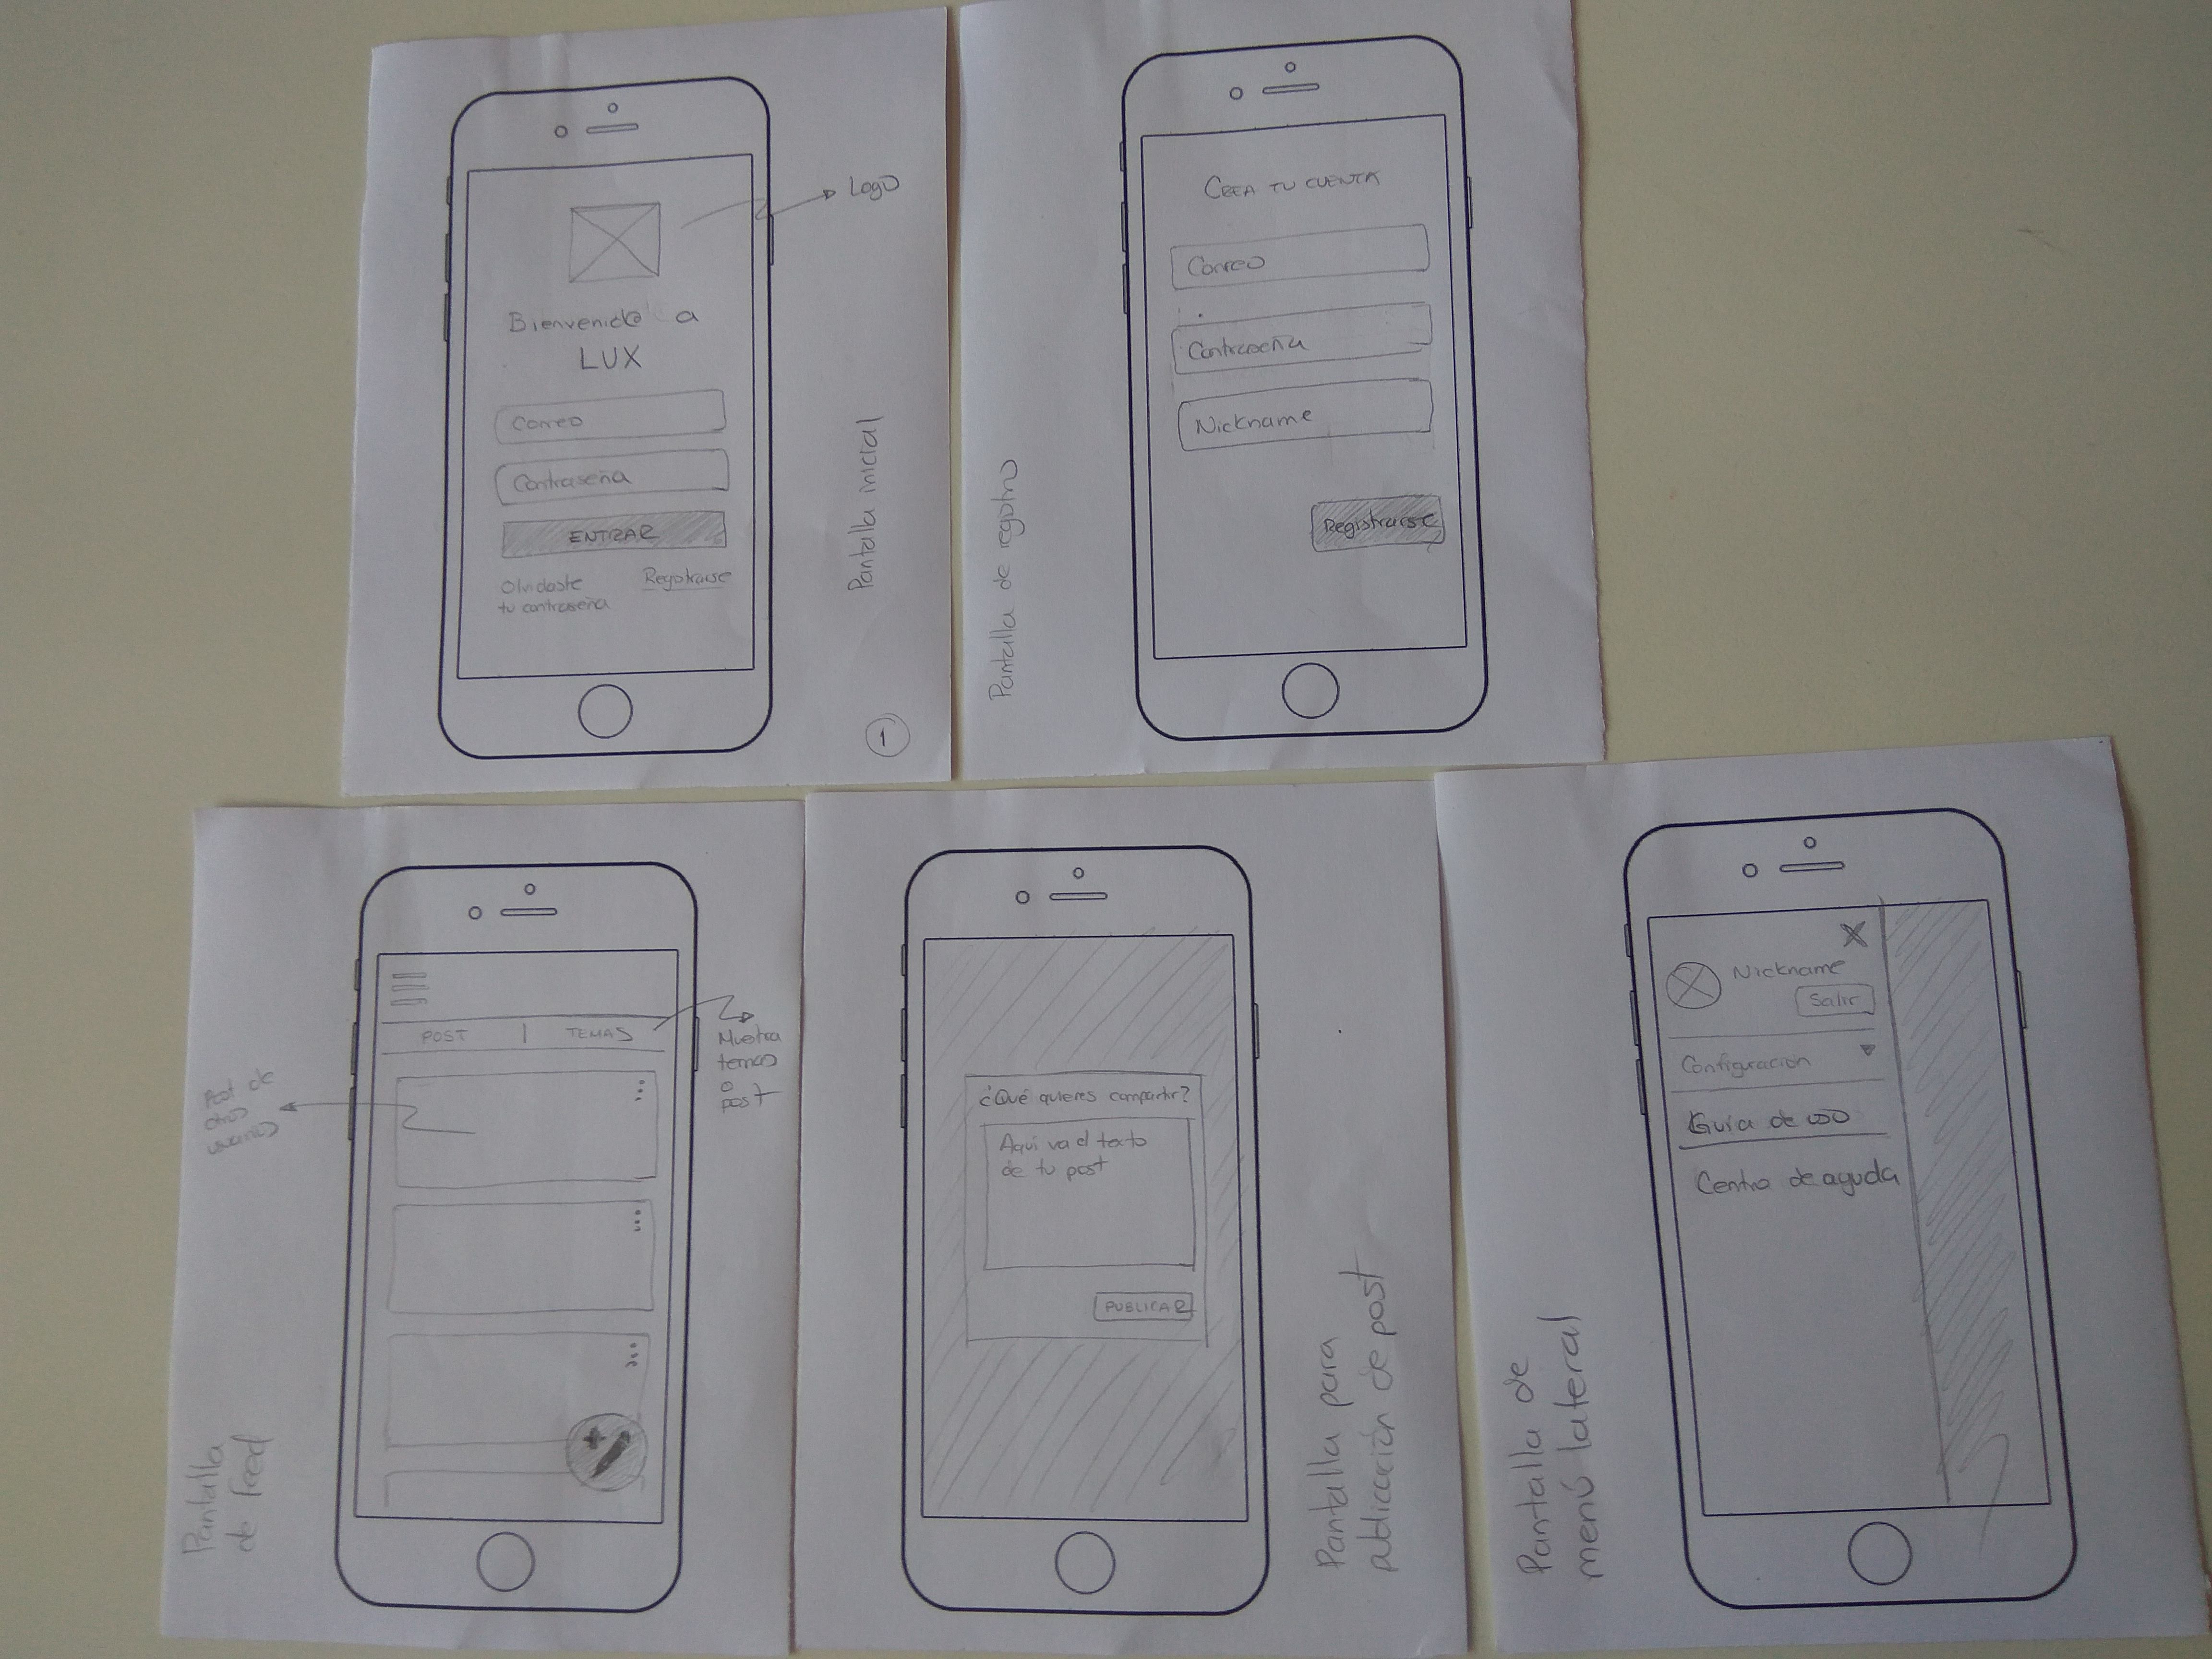 Logo
Bienvenid@ a
LUX
Correo
Contraseña
ENTRAR
Olvidaste
tu contraseña
Registrarse
Pantalla inicial
1
CREA TU CUENTA
Correo
Contraseña
Nickname
Registrarse
Pantalla de registro
POST | TEMAS
Muestra
temas
o
post
Post de
otros
usuarios
Pantalla
de feed
¿Qué quieres compartir?
Aquí va el texto
de tu post
PUBLICAR
Pantalla para
publicación de post
X
Nickname
Salir
Configuración
Guía de uso
Centro de ayuda
Pantalla de
menú lateral